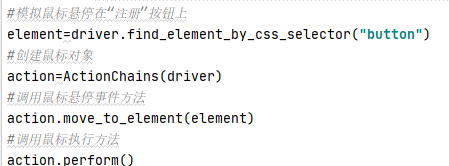 #模拟鼠标悬停在“注册”按钮上
element=driver.find_element_by_css_selector("button")
#创建鼠标对象
action=ActionChains(driver)
#调用鼠标悬停事件方法
action.move_to_element(element)
#调用鼠标执行方法
action.perform()